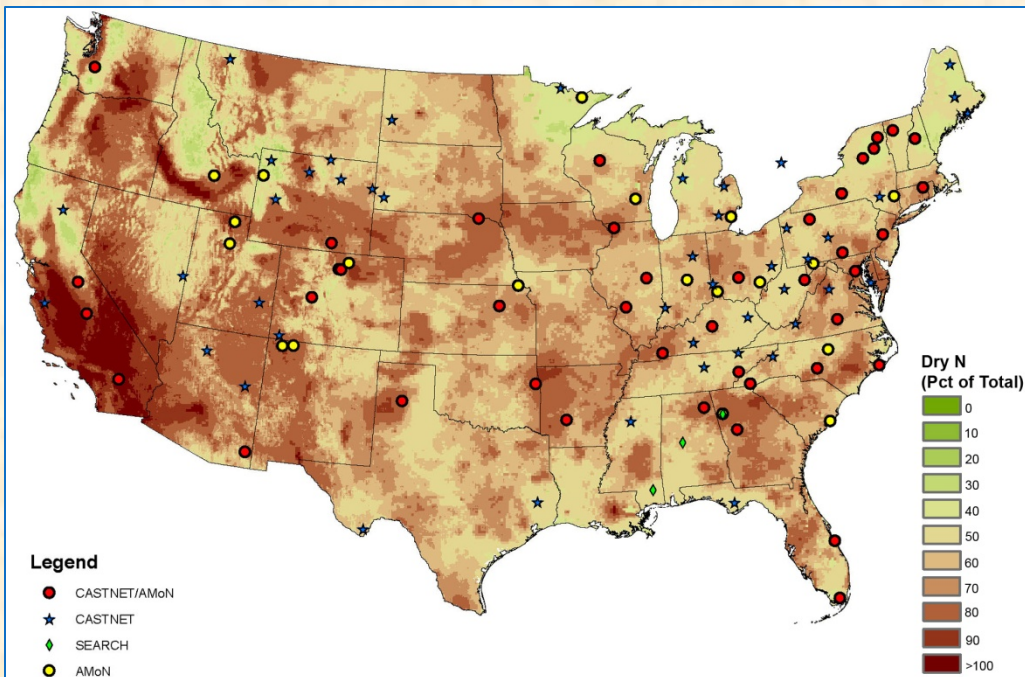 Dry N
(Pct of Total)
0
10
20
30
40
50
60
70
80
90
>100
Legend
CASTNET/AMoN
CASTNET
SEARCH
AMoN